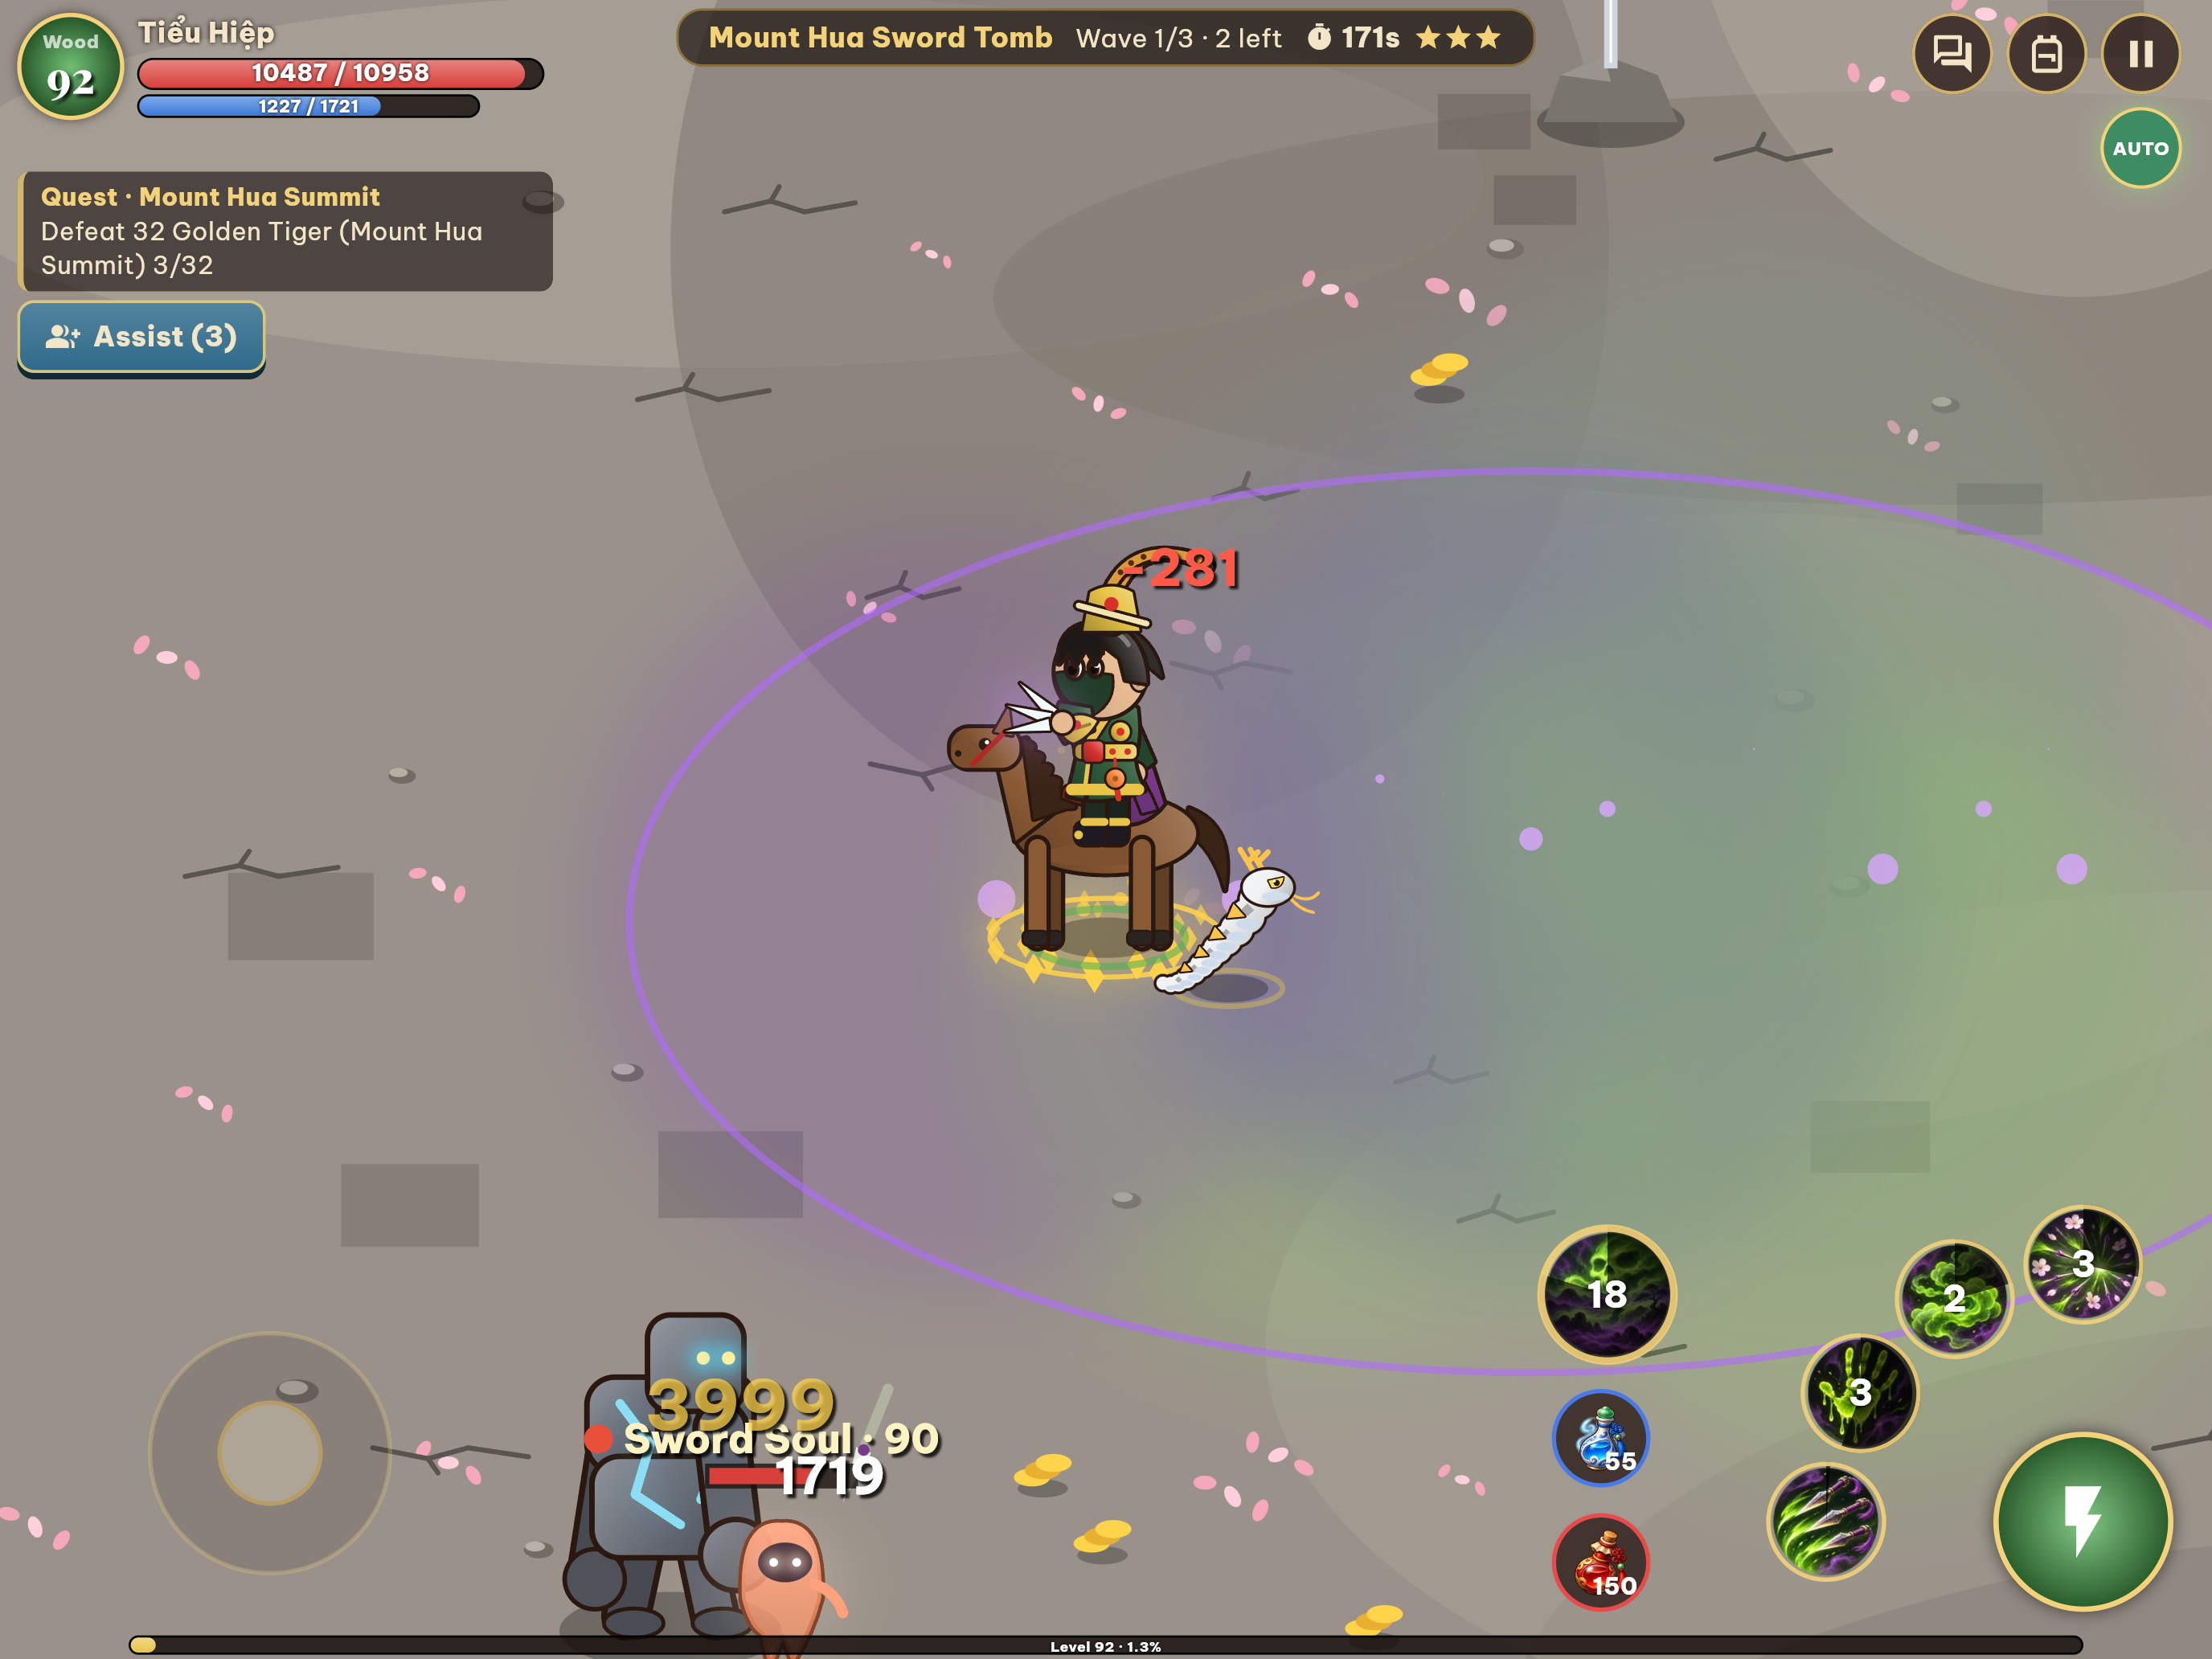 Wood
92
Tiểu Hiệp
10487 / 10958
1227 / 1721
Mount Hua Sword Tomb Wave 1/3 · 2 left 171s
AUTO
Quest · Mount Hua Summit
Defeat 32 Golden Tiger (Mount Hua
Summit) 3/32
Assist (3)
-281
18
2
3
3
55
150
3999
Sword Soul · 90
1719
Level 92 · 1.3%